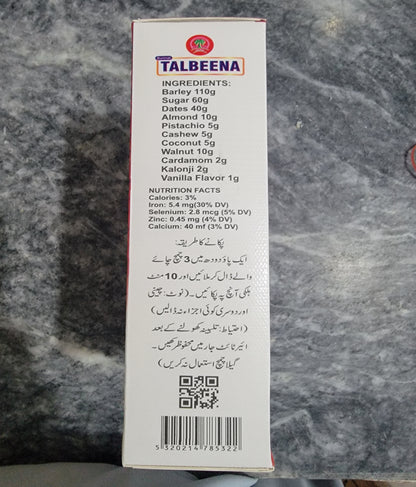 TALBEENA
INGREDIENTS:
Barley 110g
Sugar 60g
Dates 40g
Almond 10g
Pistachio 5g
Cashew 5g
Coconut 5g
Walnut 10g
Cardamom 2g
Kalonji 2g
Vanilla Flavor 1g
NUTRITION FACTS
Calories: 3%
Iron: 5.4 mg(30% DV)
Selenium: 2.8 mcg (5% DV)
Zinc: 0.45 mg (4% DV)
Calcium: 40 mf (3% DV)
پکانے کا طریقہ:
ایک پاؤ دودھ میں 3 چمچ چائے
والے ڈال کر ملائیں اور 10 منٹ
ہلکی آنچ پہ پکائیں۔ (نوٹ: چینی
اور دوسری کوئی اجزاء نہ ڈالیں)
(احتیاط: تلبینہ کھولنے کے بعد
ائیر ٹائٹ جار میں محفوظ رکھیں۔
گیلا چمچ استعمال نہ کریں)
5 320214 785322